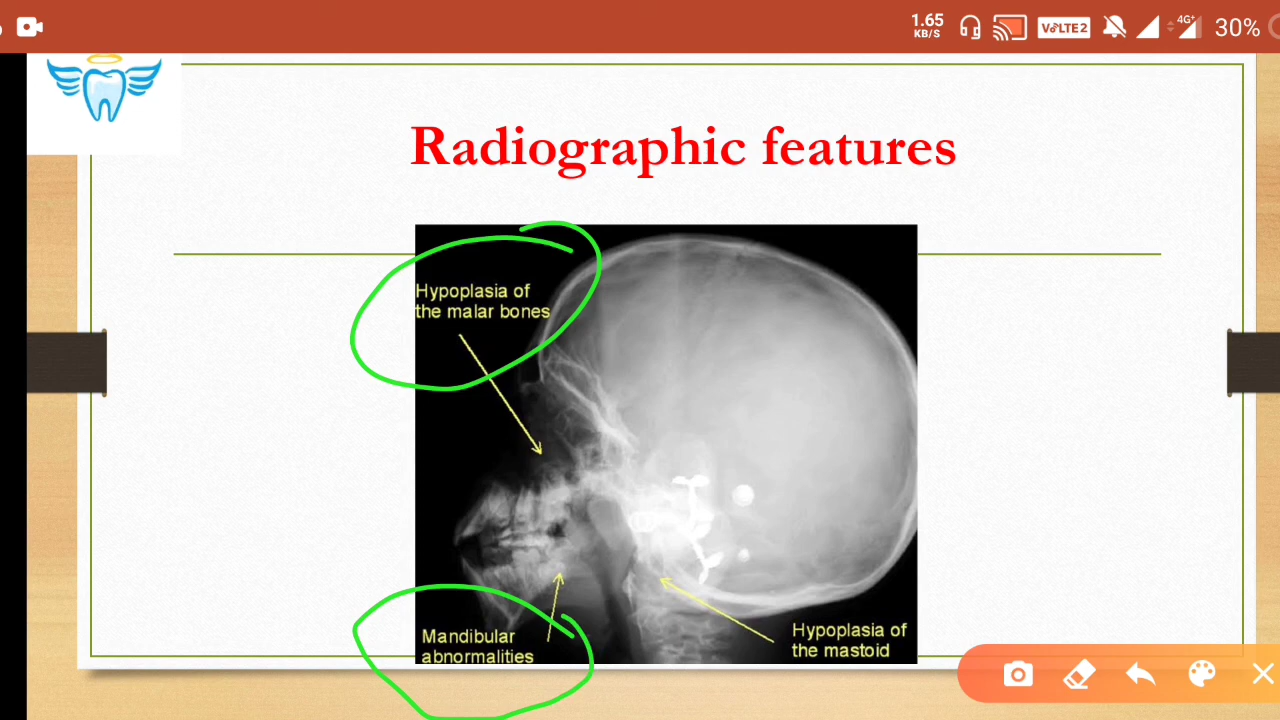 1.65
KB/S
VoLTE2
4G+
30%
Radiographic features
Hypoplasia of
the malar bones
Mandibular
abnormalities
Hypoplasia of
the mastoid